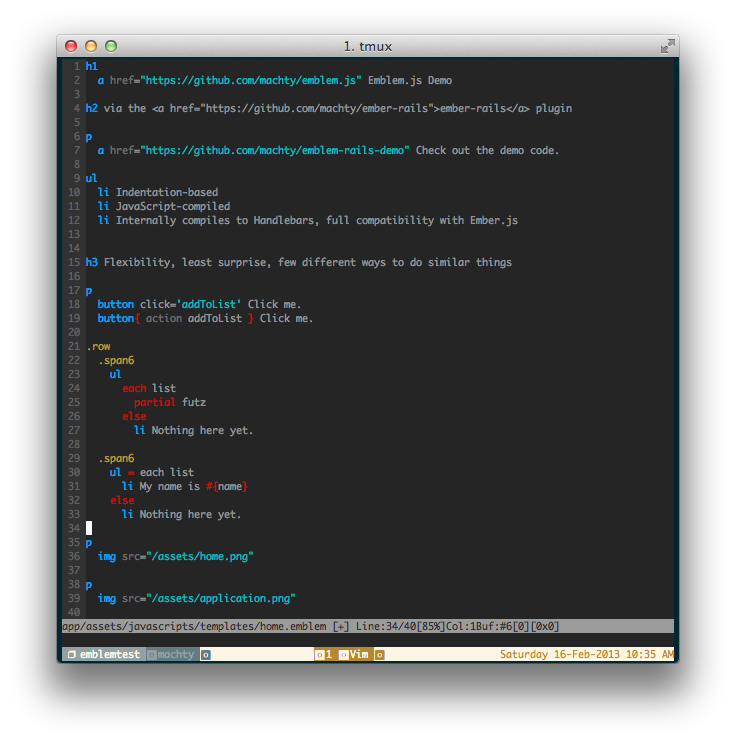 1. tmux
1 h1
2   a href="https://github.com/machty/emblem.js" Emblem.js Demo
3
4 h2 via the <a href="https://github.com/machty/ember-rails">ember-rails</a> plugin
5
6 p
7   a href="https://github.com/machty/emblem-rails-demo" Check out the demo code.
8
9 ul
10   li Indentation-based
11   li JavaScript-compiled
12   li Internally compiles to Handlebars, full compatibility with Ember.js
13
14
15 h3 Flexibility, least surprise, few different ways to do similar things
16
17 p
18   button click='addToList' Click me.
19   button{ action addToList } Click me.
20
21 .row
22   .span6
23     ul
24       each list
25         partial futz
26       else
27         li Nothing here yet.
28
29   .span6
30     ul = each list
31       li My name is #{name}
32     else
33       li Nothing here yet.
34
35 p
36   img src="/assets/home.png"
37
38 p
39   img src="/assets/application.png"
40
app/assets/javascripts/templates/home.emblem [+] Line:34/40[85%]Col:1Buf:#6[0][0x0]
emblemtest machty 1 Vim Saturday 16-Feb-2013 10:35 AM